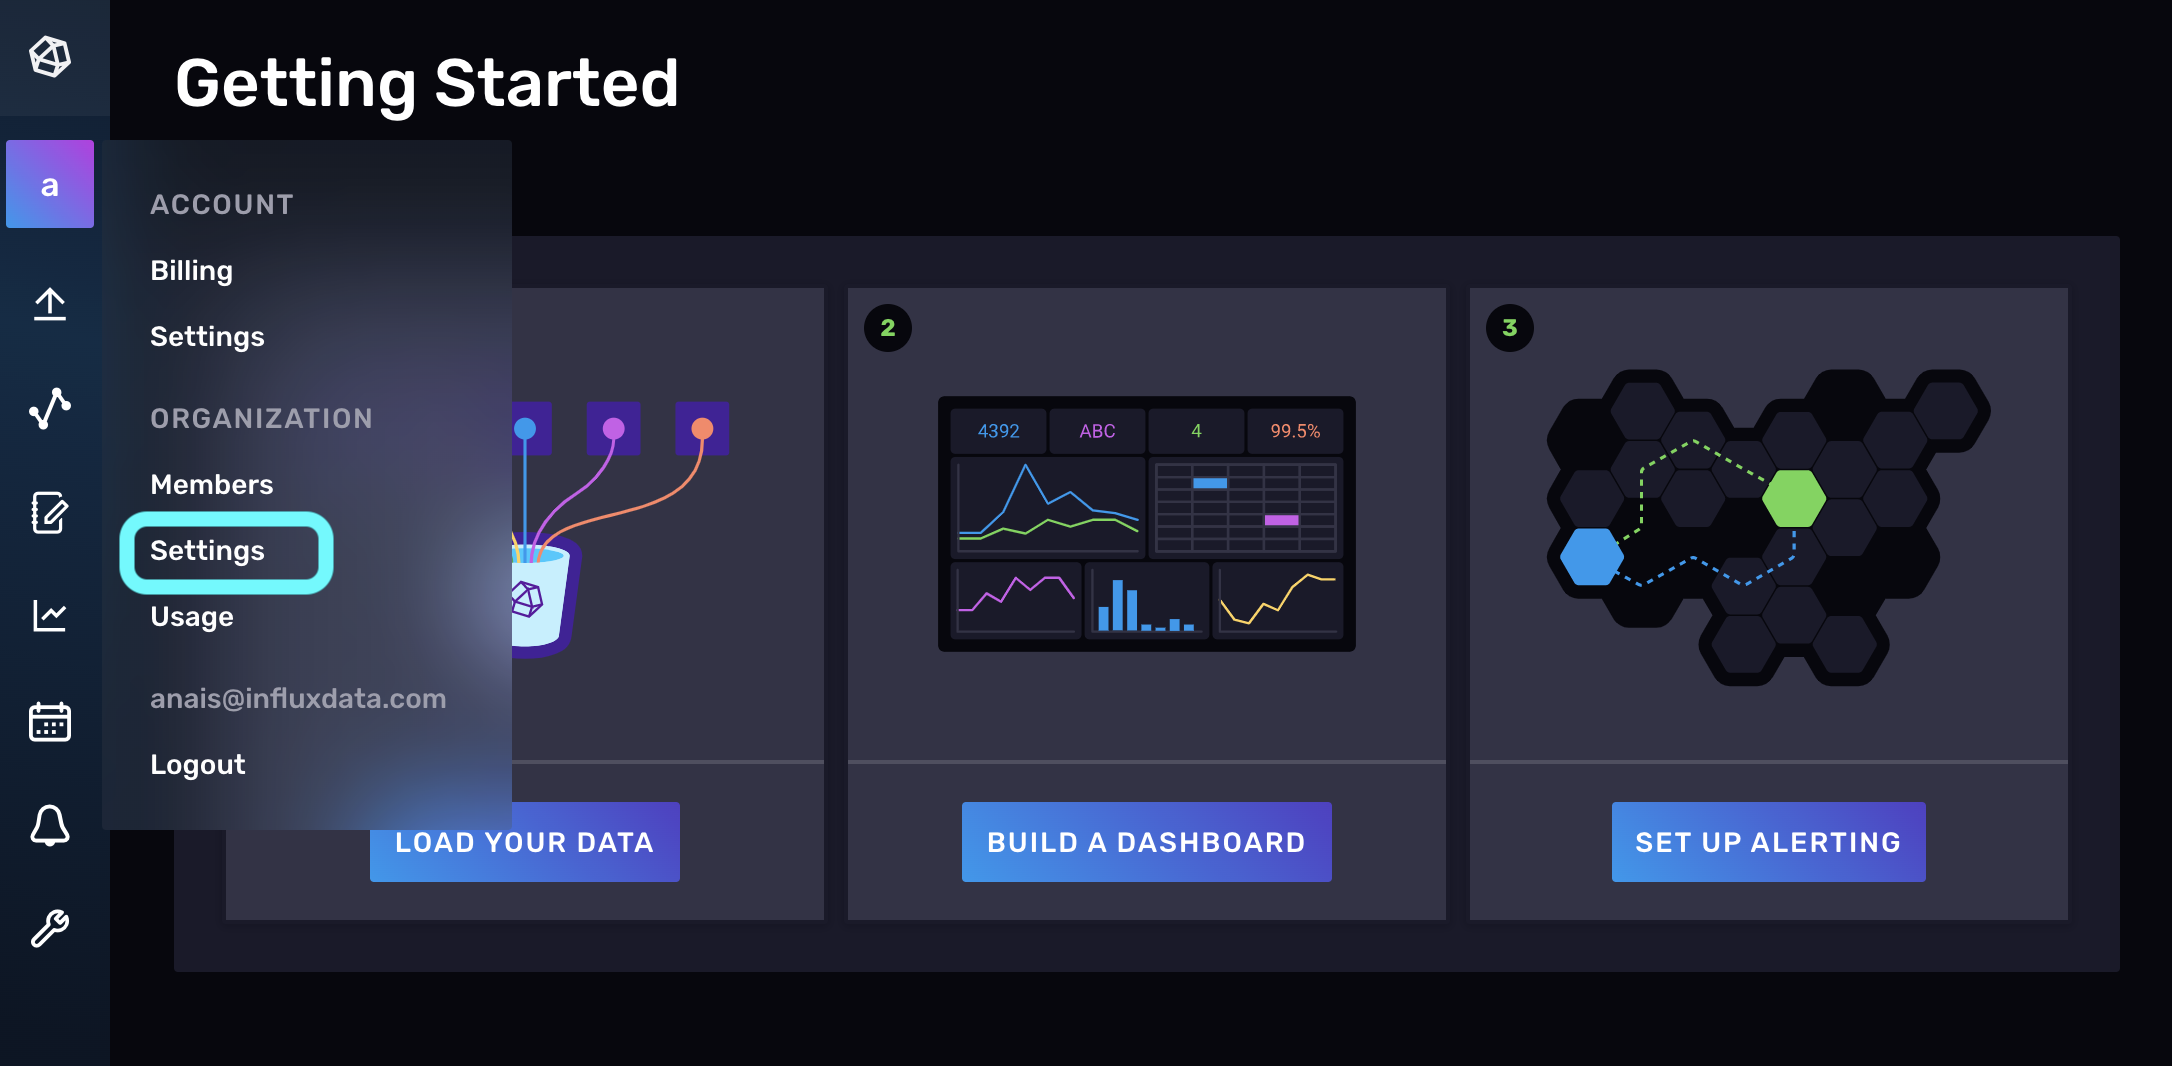 Getting Started
a
ACCOUNT
Billing
Settings
ORGANIZATION
Members
Settings
Usage
anais@influxdata.com
Logout
LOAD YOUR DATA
2
4392
ABC
4
99.5%
BUILD A DASHBOARD
3
SET UP ALERTING